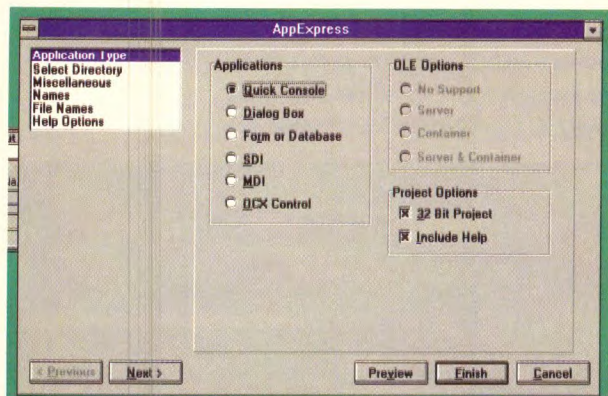 AppExpress
Application Type
Select Directory
Miscellaneous
Names
File Names
Help Options
Applications
Quick Console
Dialog Box
Form or Database
SDI
MDI
OCX Control
OLE Options
No Support
Server
Container
Server & Container
Project Options
32 Bit Project
Include Help
< Previous
Next >
Preview
Finish
Cancel